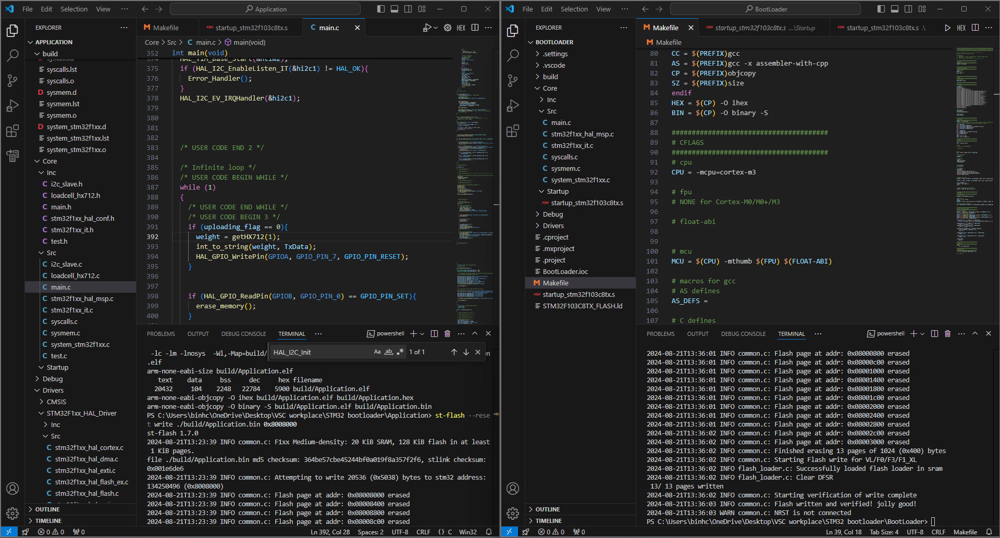 File Edit Selection View ··· Application
EXPLORER ···
APPLICATION
build
syscalls.lst
syscalls.o
sysmem.d
sysmem.lst
sysmem.o
system_stm32f1xx.d
system_stm32f1xx.lst
system_stm32f1xx.o
Core
Inc
i2c_slave.h
loadcell_hx712.h
main.h
stm32f1xx_hal_conf.h
stm32f1xx_it.h
test.h
Src
i2c_slave.c
loadcell_hx712.c
main.c
stm32f1xx_hal_msp.c
stm32f1xx_it.c
syscalls.c
sysmem.c
system_stm32f1xx.c
test.c
Startup
Debug
Drivers
CMSIS
STM32F1xx_HAL_Driver
Inc
Src
stm32f1xx_hal_cortex.c
stm32f1xx_hal_dma.c
stm32f1xx_hal_exti.c
stm32f1xx_hal_flash_ex.c
stm32f1xx_hal_flash.c
OUTLINE
TIMELINE
Makefile startup_stm32f103c8tx.s main.c HEX
Core > Src > C main.c > main(void)
352 int main(void)
374 HAL_TIM_Base_Start(&htim2);
375 if (HAL_I2C_EnableListen_IT(&hi2c1) != HAL_OK){
376 Error_Handler();
377 }
378 HAL_I2C_EV_IRQHandler(&hi2c1);
379
380
381
382
383 /* USER CODE END 2 */
384
385 /* Infinite loop */
386 /* USER CODE BEGIN WHILE */
387 while (1)
388 {
389 /* USER CODE END WHILE */
390 /* USER CODE BEGIN 3 */
391 if (uploading_flag == 0){
392 weight = getHX712(1);
393 int_to_string(weight, TxData);
394 HAL_GPIO_WritePin(GPIOA, GPIO_PIN_7, GPIO_PIN_RESET);
395 }
396
397
398 if (HAL_GPIO_ReadPin(GPIOB, GPIO_PIN_0) == GPIO_PIN_SET){
399 erase_memory();
400 }
PROBLEMS OUTPUT DEBUG CONSOLE TERMINAL ··· powershell
HAL_I2C_Init Aa ab 1 of 1
-lc -lm -lnosys -Wl,-Map=build/ n
.elf
arm-none-eabi-size build/Application.elf
text data bss dec hex filename
20432 104 2248 22784 5900 build/Application.elf
arm-none-eabi-objcopy -O ihex build/Application.elf build/Application.hex
arm-none-eabi-objcopy -O binary -S build/Application.elf build/Application.bin
PS C:\Users\binhc\OneDrive\Desktop\VSC workplace\STM32 bootloader\Application> st-flash --rese
t write ./build/Application.bin 0x8008000
st-flash 1.7.0
2024-08-21T13:23:39 INFO common.c: F1xx Medium-density: 20 KiB SRAM, 128 KiB flash in at least
1 KiB pages.
file ./build/Application.bin md5 checksum: 364be57cbe45244bf0a019f8a357f2f6, stlink checksum:
0x001e6de6
2024-08-21T13:23:39 INFO common.c: Attempting to write 20536 (0x5038) bytes to stm32 address:
134250496 (0x8008000)
2024-08-21T13:23:39 INFO common.c: Flash page at addr: 0x08008000 erased
2024-08-21T13:23:39 INFO common.c: Flash page at addr: 0x08008400 erased
2024-08-21T13:23:39 INFO common.c: Flash page at addr: 0x08008800 erased
2024-08-21T13:23:39 INFO common.c: Flash page at addr: 0x08008c00 erased
0 0 0 Ln 392, Col 28 Spaces: 2 UTF-8 CRLF {} C Win32
File Edit Selection View ··· BootLoader
EXPLORER ···
BOOTLOADER
.settings
.vscode
build
Core
Inc
Src
main.c
stm32f1xx_hal_msp.c
stm32f1xx_it.c
syscalls.c
sysmem.c
system_stm32f1xx.c
Startup
startup_stm32f103c8tx.s
Debug
Drivers
.cproject
.mxproject
.project
BootLoader.ioc
Makefile
startup_stm32f103c8tx.s
STM32F103C8TX_FLASH.ld
OUTLINE
TIMELINE
Makefile startup_stm32f103c8tx.s ...\Startup startup_stm32f103c8tx.s .\ HEX
Makefile
80 CC = $(PREFIX)gcc
81 AS = $(PREFIX)gcc -x assembler-with-cpp
82 CP = $(PREFIX)objcopy
83 SZ = $(PREFIX)size
84 endif
85 HEX = $(CP) -O ihex
86 BIN = $(CP) -O binary -S
87
88 #######################################
89 # CFLAGS
90 #######################################
91 # cpu
92 CPU = -mcpu=cortex-m3
93
94 # fpu
95 # NONE for Cortex-M0/M0+/M3
96
97 # float-abi
98
99
100 # mcu
101 MCU = $(CPU) -mthumb $(FPU) $(FLOAT-ABI)
102
103 # macros for gcc
104 # AS defines
105 AS_DEFS =
106
107 # C defines
PROBLEMS OUTPUT DEBUG CONSOLE TERMINAL ··· powershell
2024-08-21T13:36:01 INFO common.c: Flash page at addr: 0x08000800 erased
2024-08-21T13:36:01 INFO common.c: Flash page at addr: 0x08000c00 erased
2024-08-21T13:36:01 INFO common.c: Flash page at addr: 0x08001000 erased
2024-08-21T13:36:01 INFO common.c: Flash page at addr: 0x08001400 erased
2024-08-21T13:36:01 INFO common.c: Flash page at addr: 0x08001800 erased
2024-08-21T13:36:01 INFO common.c: Flash page at addr: 0x08001c00 erased
2024-08-21T13:36:01 INFO common.c: Flash page at addr: 0x08002000 erased
2024-08-21T13:36:01 INFO common.c: Flash page at addr: 0x08002400 erased
2024-08-21T13:36:01 INFO common.c: Flash page at addr: 0x08002800 erased
2024-08-21T13:36:02 INFO common.c: Flash page at addr: 0x08002c00 erased
2024-08-21T13:36:02 INFO common.c: Flash page at addr: 0x08003000 erased
2024-08-21T13:36:02 INFO common.c: Finished erasing 13 pages of 1024 (0x400) bytes
2024-08-21T13:36:02 INFO common.c: Starting Flash write for VL/F0/F3/F1_XL
2024-08-21T13:36:02 INFO flash_loader.c: Successfully loaded flash loader in sram
2024-08-21T13:36:02 INFO flash_loader.c: Clear DFSR
13/ 13 pages written
2024-08-21T13:36:02 INFO common.c: Starting verification of write complete
2024-08-21T13:36:03 INFO common.c: Flash written and verified! jolly good!
2024-08-21T13:36:03 WARN common.c: NRST is not connected
PS C:\Users\binhc\OneDrive\Desktop\VSC workplace\STM32 bootloader\BootLoader>
0 0 0 Ln 39, Col 18 Tab Size: 4 UTF-8 CRLF Makefile